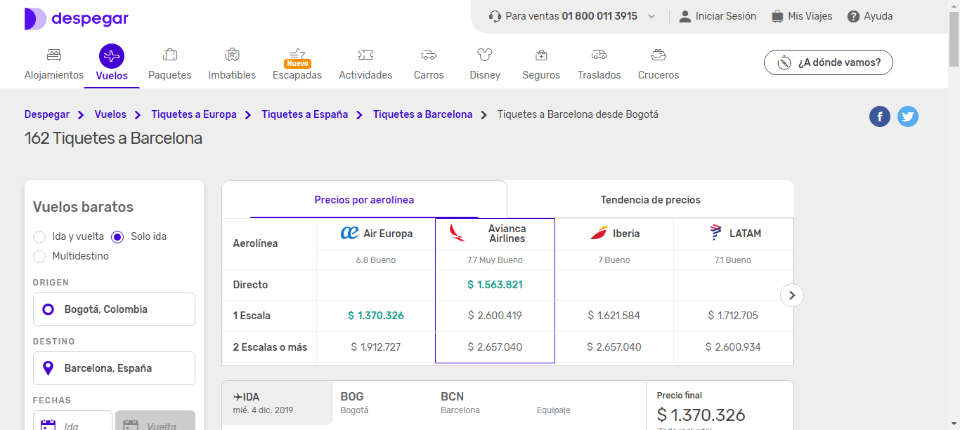 despegar
Para ventas 01 800 011 3915
Iniciar Sesión
Mis Viajes
Ayuda
Alojamientos
Vuelos
Paquetes
Imbatibles
Nuevo
Escapadas
Actividades
Carros
Disney
Seguros
Traslados
Cruceros
¿A dónde vamos?
Despegar Vuelos Tiquetes a Europa Tiquetes a España Tiquetes a Barcelona Tiquetes a Barcelona desde Bogotá
162 Tiquetes a Barcelona
Vuelos baratos
Ida y vuelta Solo ida
Multidestino
ORIGEN
Bogotá, Colombia
DESTINO
Barcelona, España
FECHAS
Ida Vuelta
Precios por aerolínea Tendencia de precios
Aerolínea Air Europa Avianca Airlines Iberia LATAM
6.8 Bueno 7.7 Muy Bueno 7 Bueno 7.1 Bueno
Directo $ 1.563.821
1 Escala $ 1.370.326 $ 2.600.419 $ 1.621.584 $ 1.712.705
2 Escalas o más $ 1.912.727 $ 2.657.040 $ 2.657.040 $ 2.600.934
IDA BOG BCN Precio final
mié. 4 dic. 2019 Bogotá Barcelona Equipaje $ 1.370.326